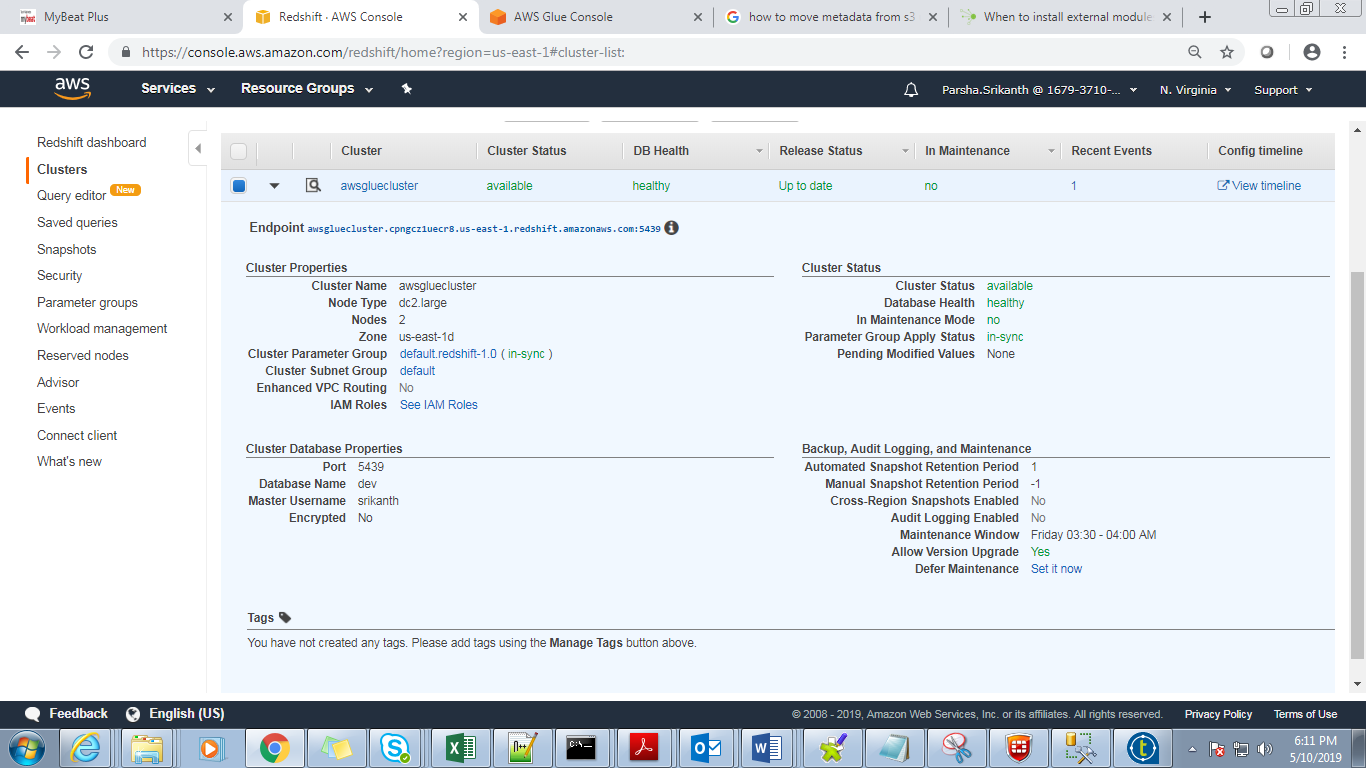 MyBeat Plus
Redshift · AWS Console
AWS Glue Console
how to move metadata from s3
When to install external module
https://console.aws.amazon.com/redshift/home?region=us-east-1#cluster-list:
aws
Services
Resource Groups
Parsha.Srikanth @ 1679-3710-...
N. Virginia
Support
Redshift dashboard
Clusters
Query editor New
Saved queries
Snapshots
Security
Parameter groups
Workload management
Reserved nodes
Advisor
Events
Connect client
What's new
Cluster Cluster Status DB Health Release Status In Maintenance Recent Events Config timeline
awsgluecluster available healthy Up to date no 1 View timeline
Endpoint awsgluecluster.cpngcz1uecr8.us-east-1.redshift.amazonaws.com:5439
Cluster Properties
Cluster Name awsgluecluster
Node Type dc2.large
Nodes 2
Zone us-east-1d
Cluster Parameter Group default.redshift-1.0 ( in-sync )
Cluster Subnet Group default
Enhanced VPC Routing No
IAM Roles See IAM Roles
Cluster Status
Cluster Status available
Database Health healthy
In Maintenance Mode no
Parameter Group Apply Status in-sync
Pending Modified Values None
Cluster Database Properties
Port 5439
Database Name dev
Master Username srikanth
Encrypted No
Backup, Audit Logging, and Maintenance
Automated Snapshot Retention Period 1
Manual Snapshot Retention Period -1
Cross-Region Snapshots Enabled No
Audit Logging Enabled No
Maintenance Window Friday 03:30 - 04:00 AM
Allow Version Upgrade Yes
Defer Maintenance Set it now
Tags
You have not created any tags. Please add tags using the Manage Tags button above.
Feedback
English (US)
© 2008 - 2019, Amazon Web Services, Inc. or its affiliates. All rights reserved.
Privacy Policy
Terms of Use
6:11 PM
5/10/2019